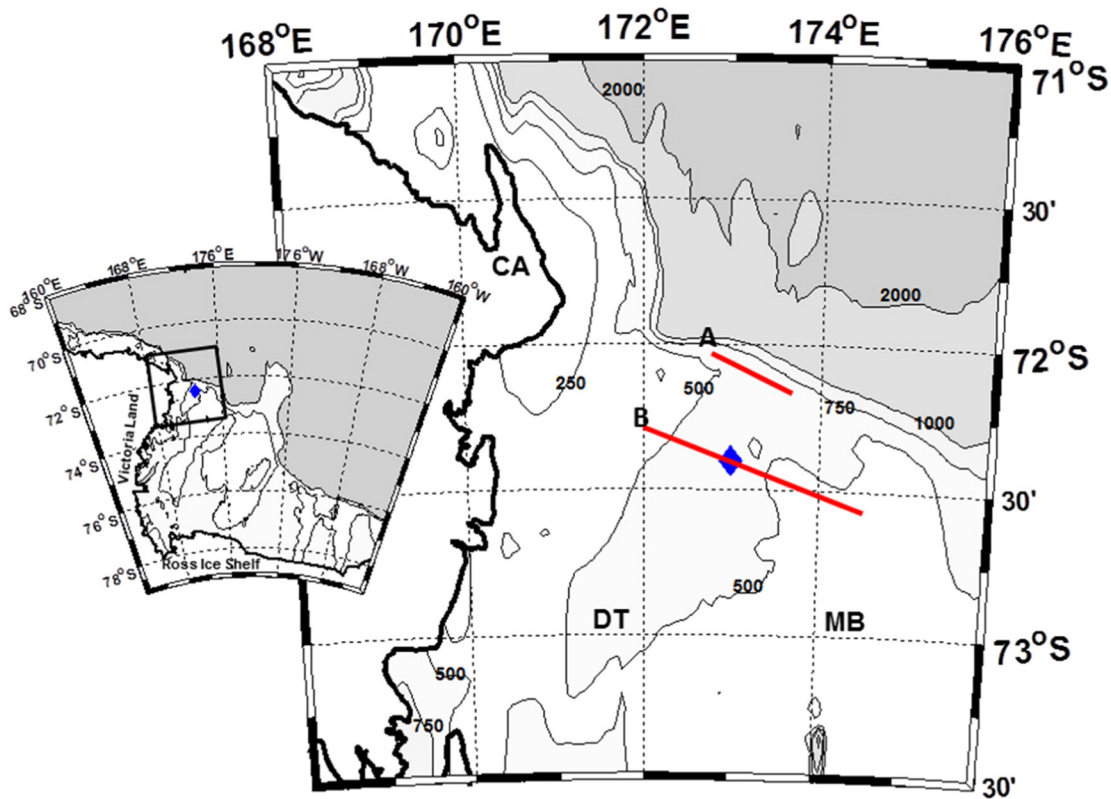 168°E 170°E 172°E 174°E 176°E
71°S
2000
30'
CA
2000
A
72°S
250
500
750
1000
B
30'
500
DT
MB
73°S
500
750
30'
160°E 168°E 176°E 176°W 168°W 160°W
68°S
70°S
72°S
74°S
76°S
78°S
Victoria Land
Ross Ice Shelf